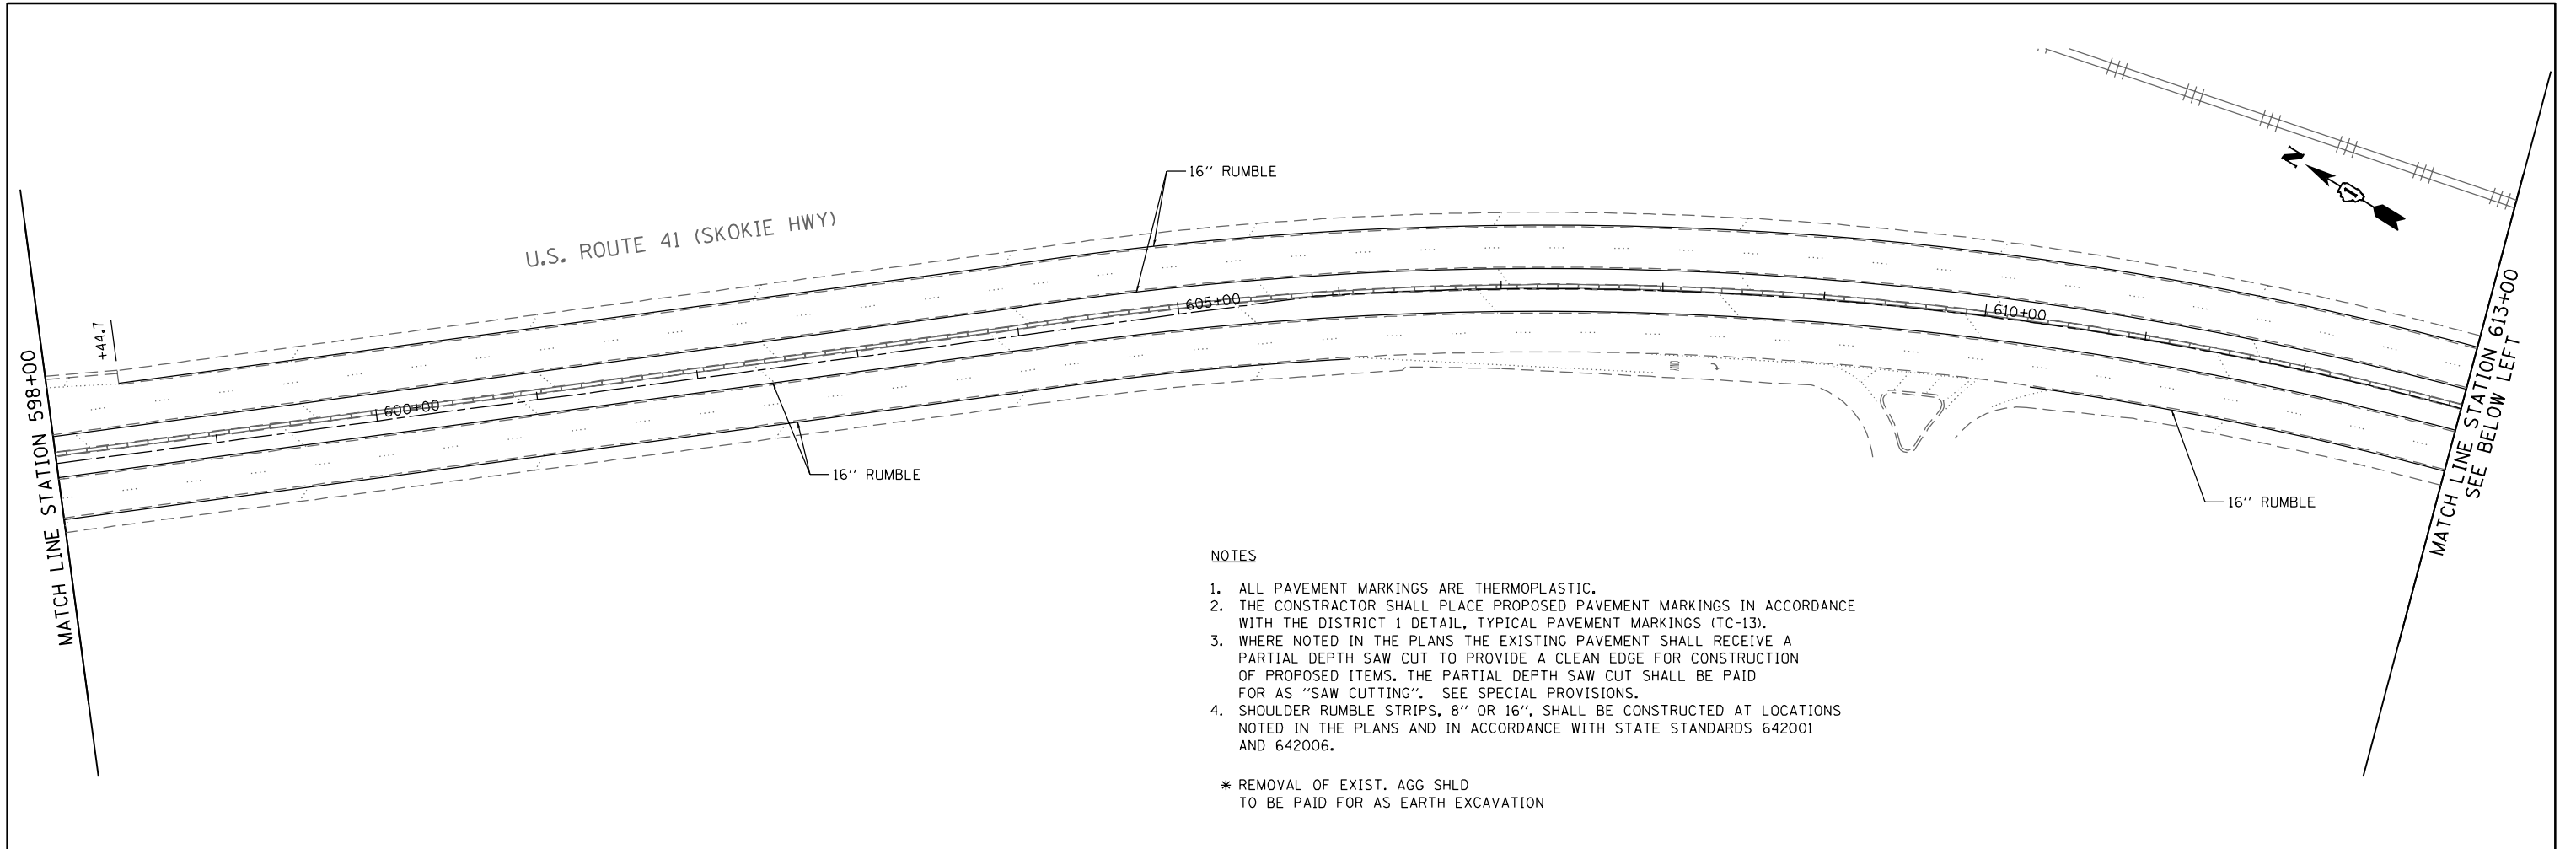 16'' RUMBLE
U.S. ROUTE 41 (SKOKIE HWY)
N
1
+44.7
605+00
610+00
600+00
MATCH LINE STATION 598+00
MATCH LINE STATION 613+00
SEE BELOW LEFT
16'' RUMBLE
16'' RUMBLE
NOTES
1. ALL PAVEMENT MARKINGS ARE THERMOPLASTIC.
2. THE CONSTRACTOR SHALL PLACE PROPOSED PAVEMENT MARKINGS IN ACCORDANCE
WITH THE DISTRICT 1 DETAIL, TYPICAL PAVEMENT MARKINGS (TC-13).
3. WHERE NOTED IN THE PLANS THE EXISTING PAVEMENT SHALL RECEIVE A
PARTIAL DEPTH SAW CUT TO PROVIDE A CLEAN EDGE FOR CONSTRUCTION
OF PROPOSED ITEMS. THE PARTIAL DEPTH SAW CUT SHALL BE PAID
FOR AS "SAW CUTTING". SEE SPECIAL PROVISIONS.
4. SHOULDER RUMBLE STRIPS, 8'' OR 16'', SHALL BE CONSTRUCTED AT LOCATIONS
NOTED IN THE PLANS AND IN ACCORDANCE WITH STATE STANDARDS 642001
AND 642006.
* REMOVAL OF EXIST. AGG SHLD
TO BE PAID FOR AS EARTH EXCAVATION